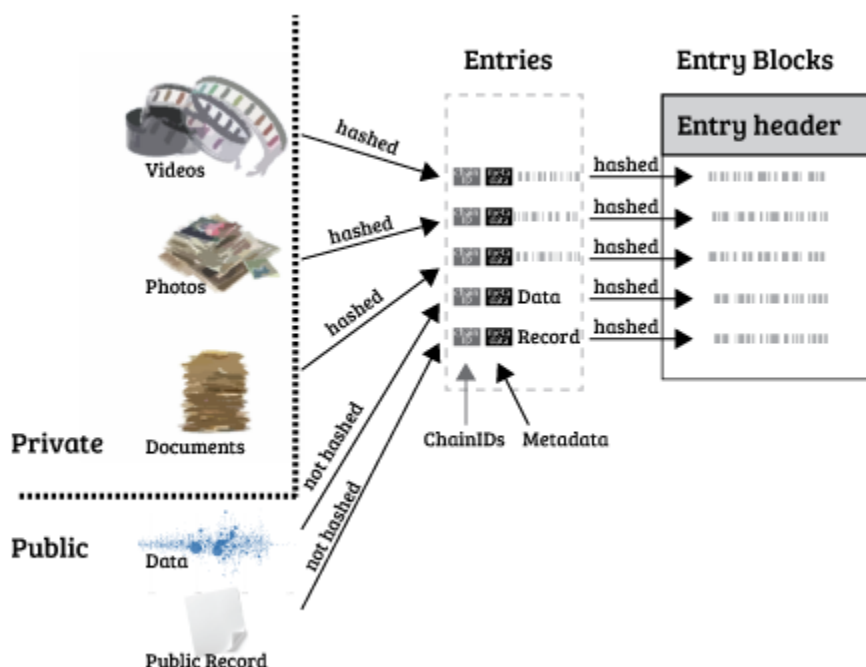 Entries
Entry Blocks
Entry header
Videos
hashed
hashed
Photos
hashed
hashed
hashed
hashed
Data
hashed
Record
hashed
Private
Documents
ChainIDs
Metadata
not hashed
Public
Data
not hashed
Public Record